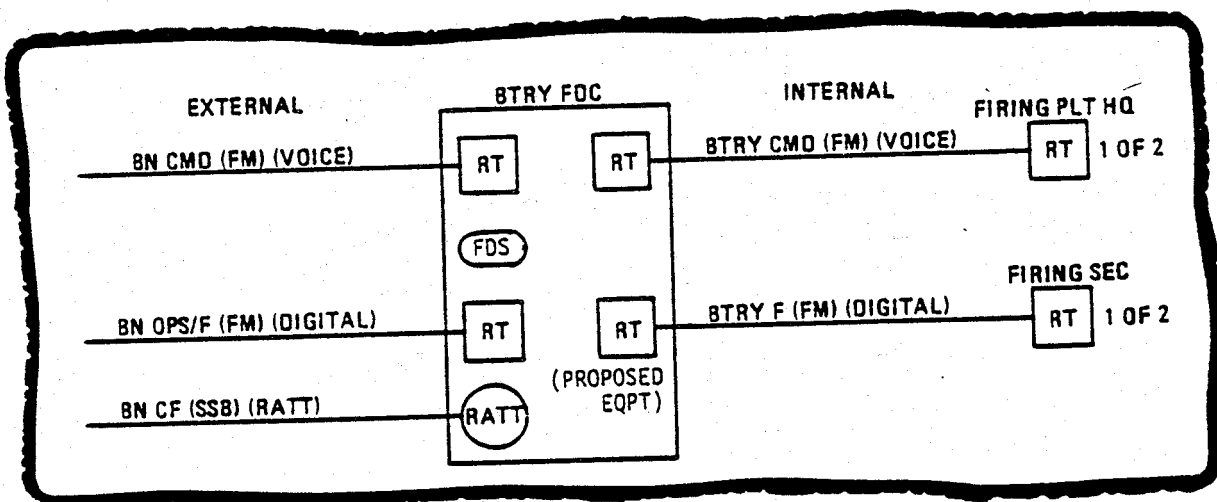 EXTERNAL
BTRY FDC
INTERNAL
FIRING PLT HQ
BN CMD (FM) (VOICE)
RT
RT
BTRY CMD (FM) (VOICE)
RT
1 OF 2
FDS
FIRING SEC
BN OPS/F (FM) (DIGITAL)
RT
RT
BTRY F (FM) (DIGITAL)
RT
1 OF 2
(PROPOSED
EQPT)
BN CF (SSB) (RATT)
RATT